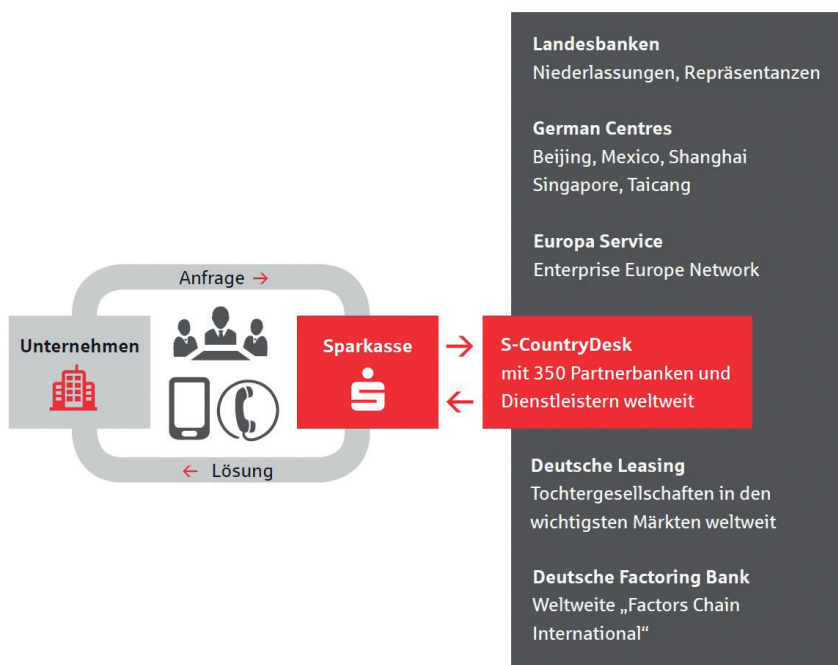 Landesbanken
Niederlassungen, Repräsentanzen
German Centres
Beijing, Mexico, Shanghai
Singapore, Taicang
Europa Service
Enterprise Europe Network
Anfrage →
Unternehmen
Sparkasse
S-CountryDesk
mit 350 Partnerbanken und
Dienstleistern weltweit
← Lösung
Deutsche Leasing
Tochtergesellschaften in den
wichtigsten Märkten weltweit
Deutsche Factoring Bank
Weltweite „Factors Chain
International“